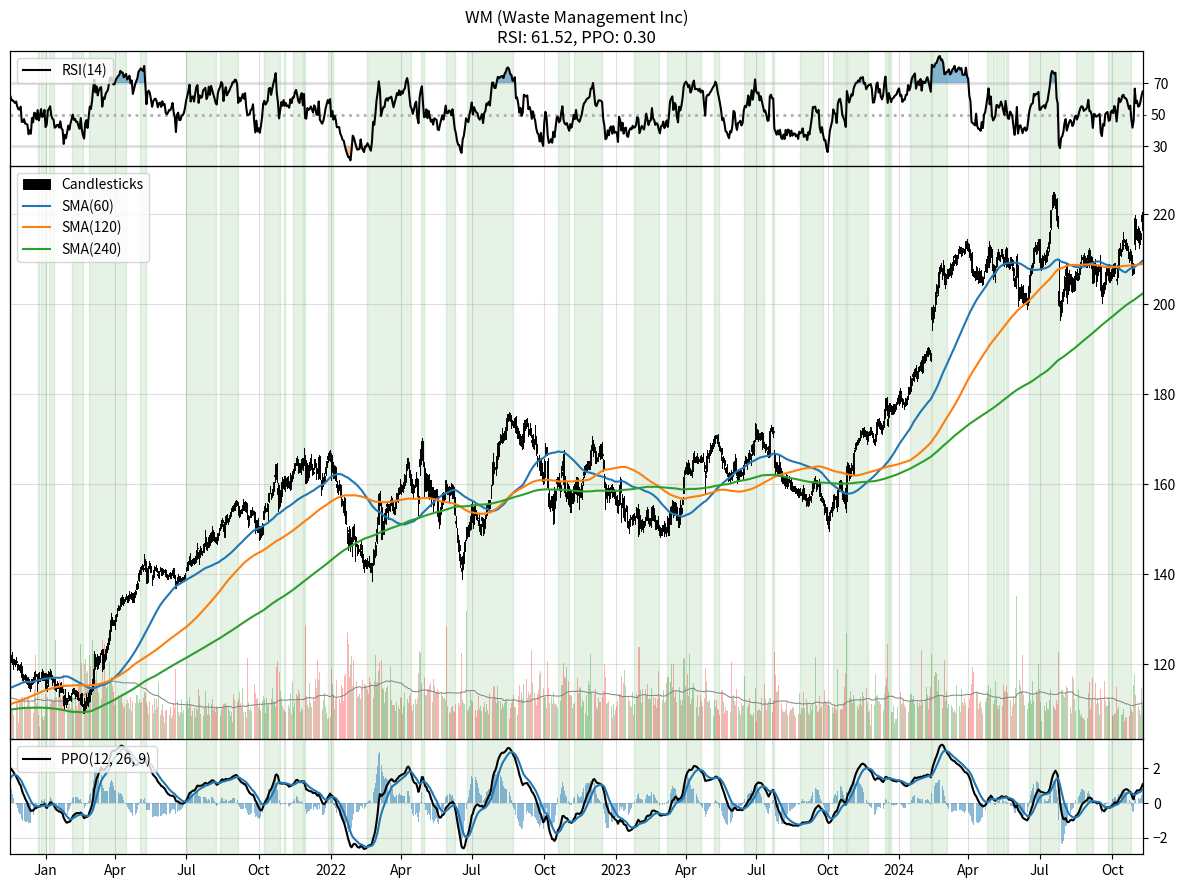 WM (Waste Management Inc)
RSI: 61.52, PPO: 0.30
RSI(14)
70
50
30
Candlesticks
SMA(60)
SMA(120)
SMA(240)
220
200
180
160
140
120
PPO(12, 26, 9)
2
0
−2
Jan Apr Jul Oct 2022 Apr Jul Oct 2023 Apr Jul Oct 2024 Apr Jul Oct